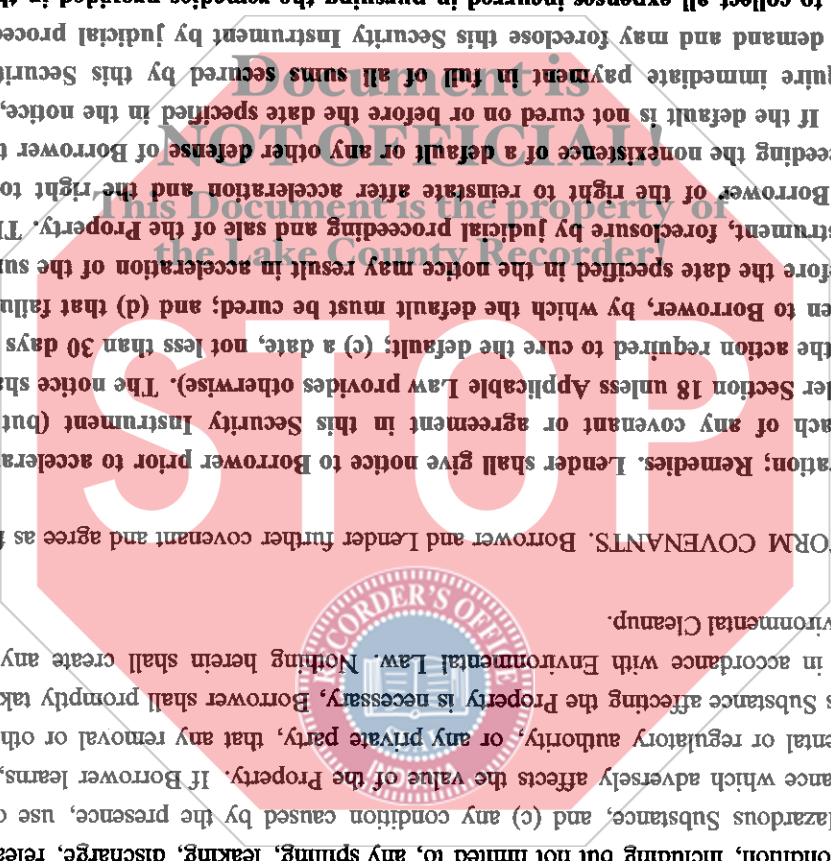 ondition, including but not limited to, any spilling, leaking, discharge, relea
azardous Substance, and (c) any condition caused by the presence, use o
ance which adversely affects the value of the Property. If Borrower learns,
ental or regulatory authority, or any private party, that any removal or oth
s Substance affecting the Property is necessary, Borrower shall promptly tak
in accordance with Environmental Law. Nothing herein shall create any
vironmental Cleanup.
ORM COVENANTS. Borrower and Lender further covenant and agree as f
ration; Remedies. Lender shall give notice to Borrower prior to accelera
ach of any covenant or agreement in this Security Instrument (but
der Section 18 unless Applicable Law provides otherwise). The notice sha
the action required to cure the default; (c) a date, not less than 30 days
en to Borrower, by which the default must be cured; and (d) that failu
efore the date specified in the notice may result in acceleration of the su
strument, foreclosure by judicial proceeding and sale of the Property. T
Borrower of the right to reinstate after acceleration and the right to
ceeding the nonexistence of a default or any other defense of Borrower t
If the default is not cured on or before the date specified in the notice,
quire immediate payment in full of all sums secured by this Securit
demand and may foreclose this Security Instrument by judicial procee
to collect all expenses incurred in pursuing the remedies provided in th
Document is
NOT OFFICIAL!
This Document is the property of
the Lake County Recorder!
STOP
RECORDER'S OFFICE
INDIANA